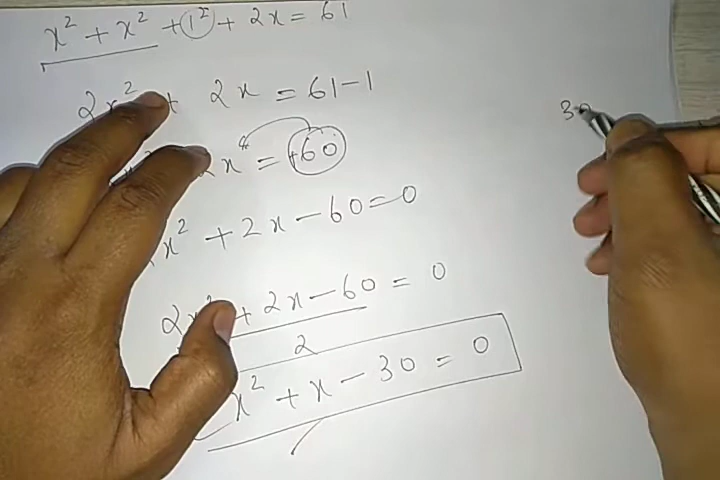 x² + x² + 1² + 2x = 61
2x² + 2x = 61-1
2x = +60
x² + 2x - 60 = 0
2x² + 2x - 60 = 0
2
x² + x - 30 = 0
30